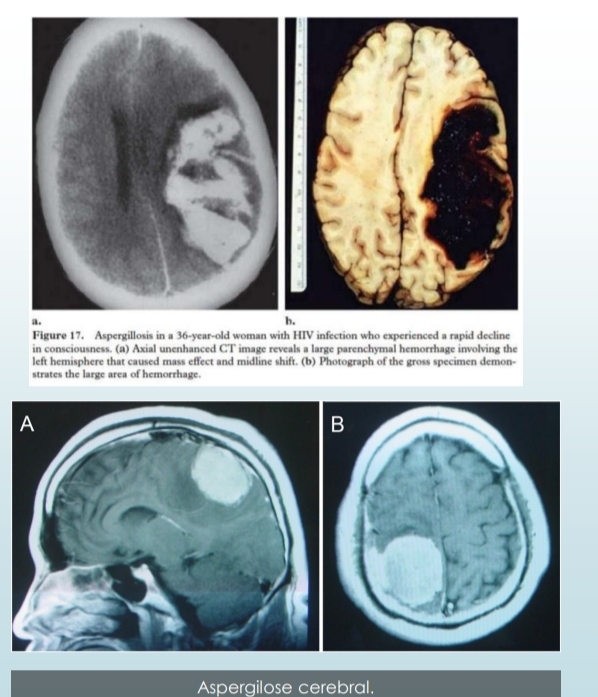 a.
b.
Figure 17. Aspergillosis in a 36-year-old woman with HIV infection who experienced a rapid decline
in consciousness. (a) Axial unenhanced CT image reveals a large parenchymal hemorrhage involving the
left hemisphere that caused mass effect and midline shift. (b) Photograph of the gross specimen demon-
strates the large area of hemorrhage.
A
B
Aspergilose cerebral.